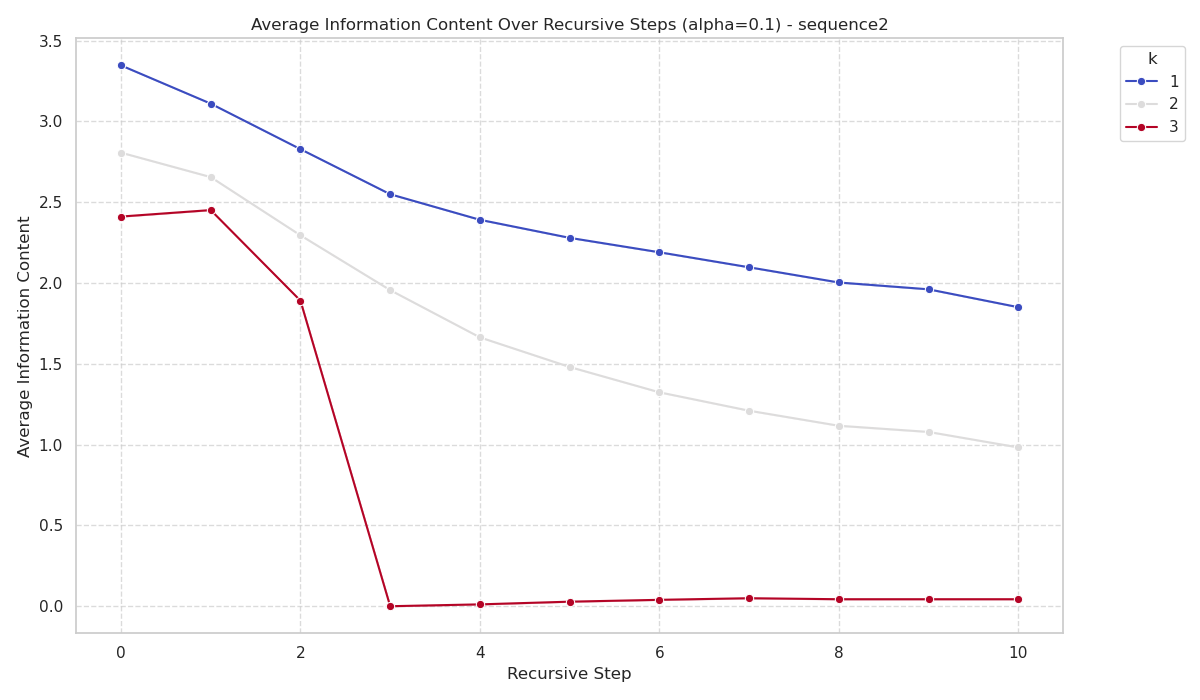 Average Information Content Over Recursive Steps (alpha=0.1) - sequence2
k
1
2
3
Average Information Content
3.5
3.0
2.5
2.0
1.5
1.0
0.5
0.0
0 2 4 6 8 10
Recursive Step